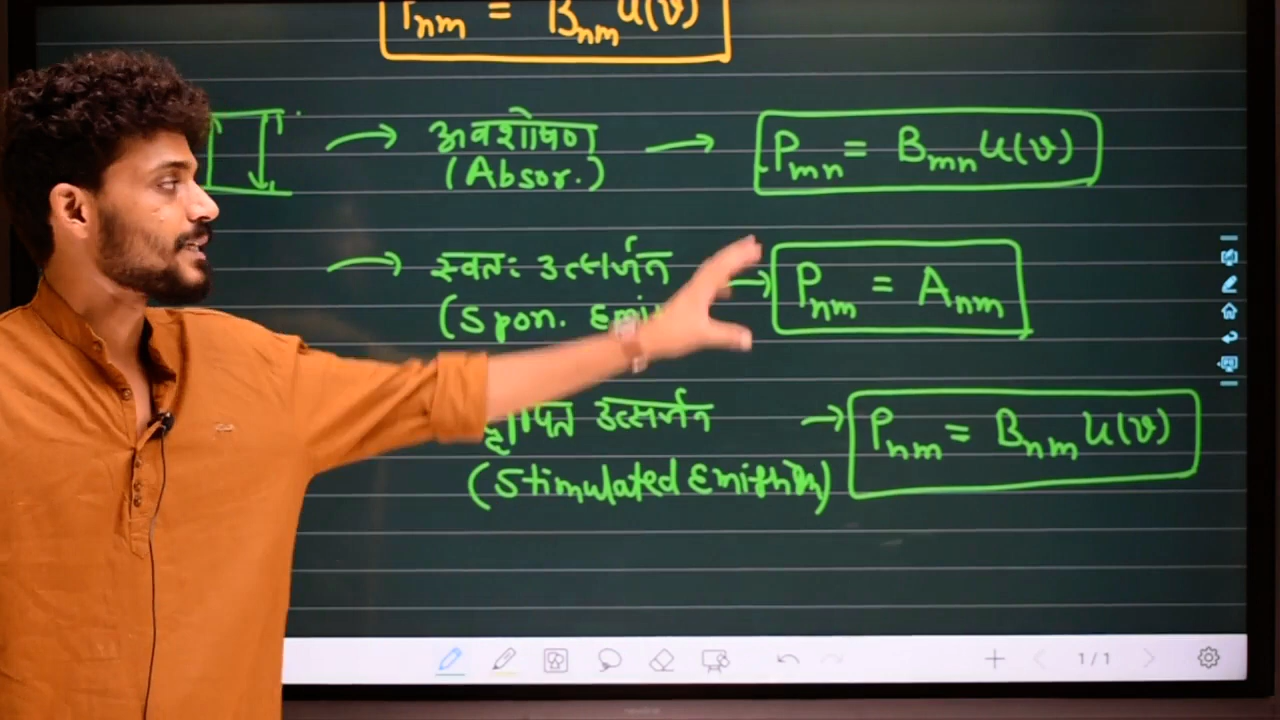 Pnm = Bnm u(ν)
→ अवशोषण → Pmn = Bmn u(ν)
(Absor.)
→ स्वतः उत्सर्जन → Pnm = Anm
(Spon.
उत्सर्जन → Pnm = Bnm u(ν)
(Stimulated Emission)
1/1